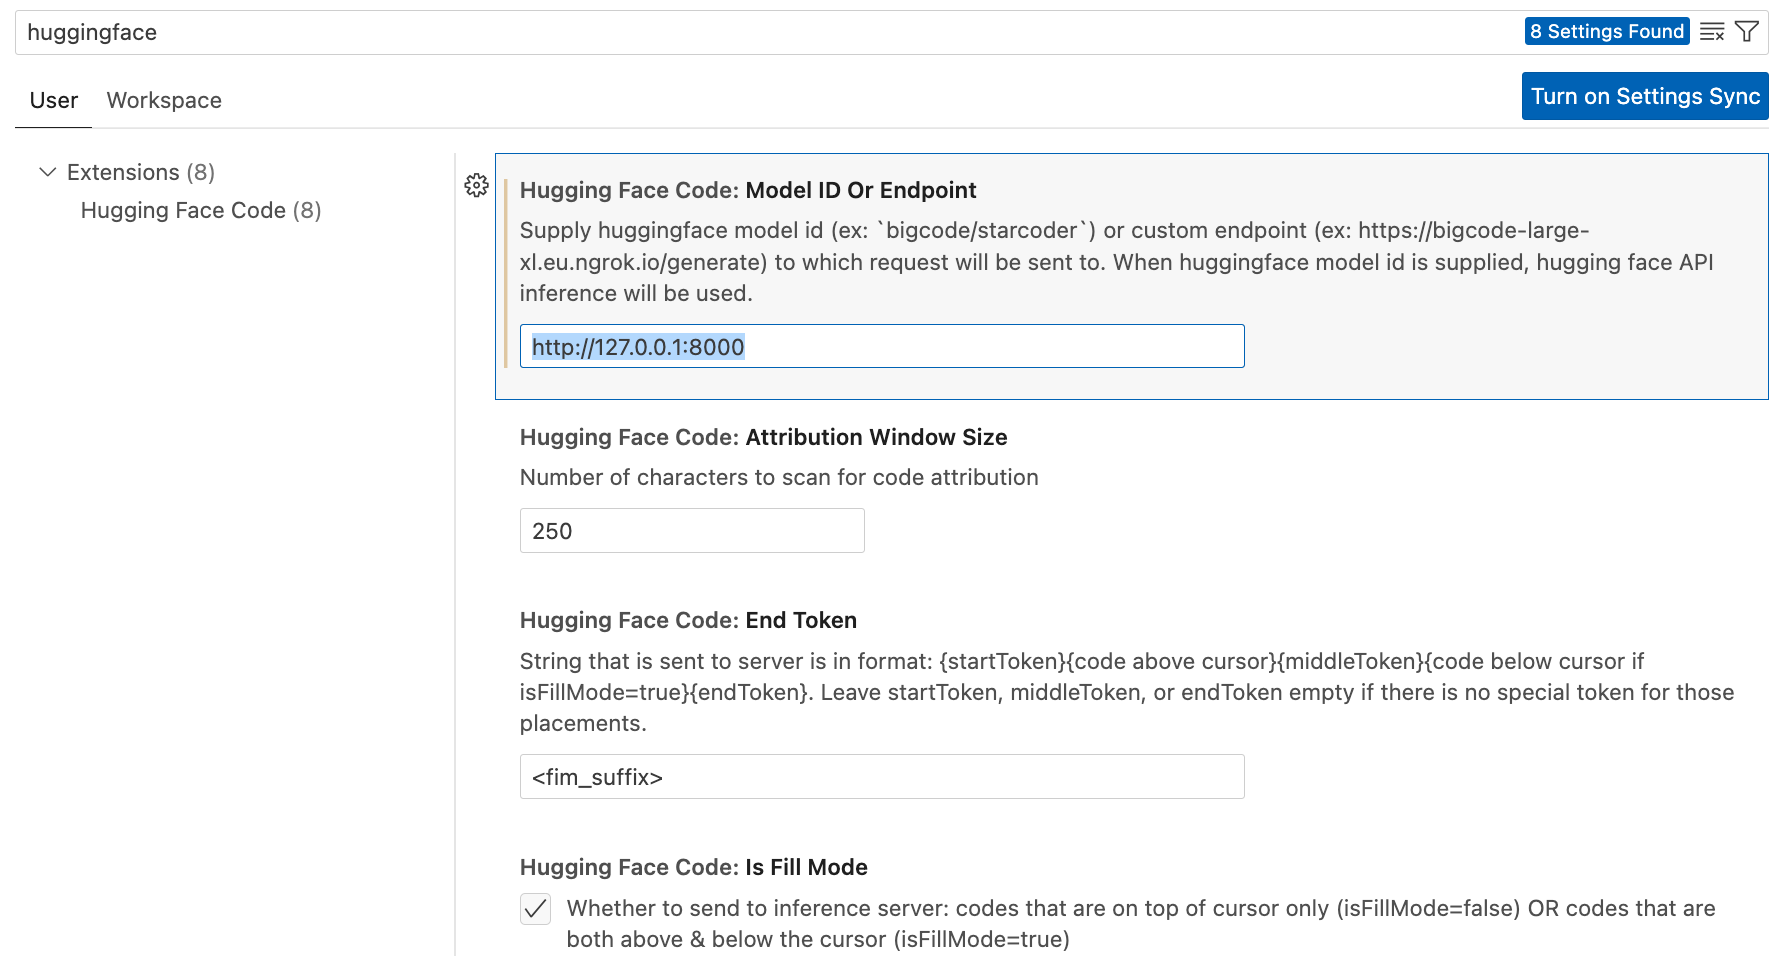 huggingface
8 Settings Found
User
Workspace
Turn on Settings Sync
Extensions (8)
Hugging Face Code (8)
Hugging Face Code: Model ID Or Endpoint
Supply huggingface model id (ex: `bigcode/starcoder`) or custom endpoint (ex: https://bigcode-large-
xl.eu.ngrok.io/generate) to which request will be sent to. When huggingface model id is supplied, hugging face API
inference will be used.
http://127.0.0.1:8000
Hugging Face Code: Attribution Window Size
Number of characters to scan for code attribution
250
Hugging Face Code: End Token
String that is sent to server is in format: {startToken}{code above cursor}{middleToken}{code below cursor if
isFillMode=true}{endToken}. Leave startToken, middleToken, or endToken empty if there is no special token for those
placements.
<fim_suffix>
Hugging Face Code: Is Fill Mode
Whether to send to inference server: codes that are on top of cursor only (isFillMode=false) OR codes that are
both above & below the cursor (isFillMode=true)